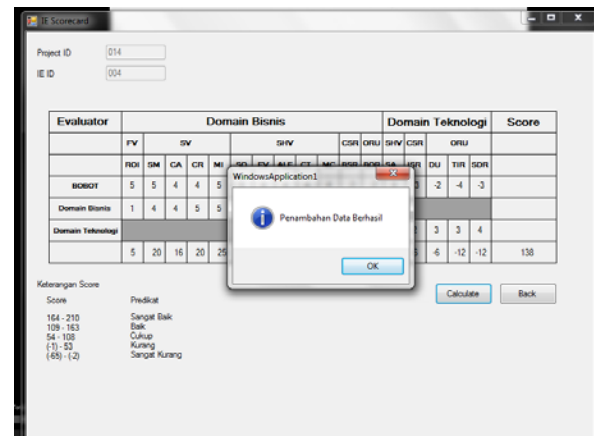 IE Scorecard
Project ID 014
IE ID 004
Evaluator Domain Bisnis Domain Teknologi Score
FV SV SHV CSR ORU SHV CSR ORU
ROI SM CA CR MI DU TIR SDR
BOBOT 5 5 4 4 5 -2 -4 -3
Domain Bisnis 1 4 4 5 5
Domain Teknologi 3 3 4
5 20 16 20 25 -6 -12 -12 138
WindowsApplication1
Penambahan Data Berhasil
OK
Keterangan Score
Calculate Back
Score Predikat
164 - 210 Sangat Baik
109 - 163 Baik
54 - 108 Cukup
(-1) - 53 Kurang
(-65) - (-2) Sangat Kurang